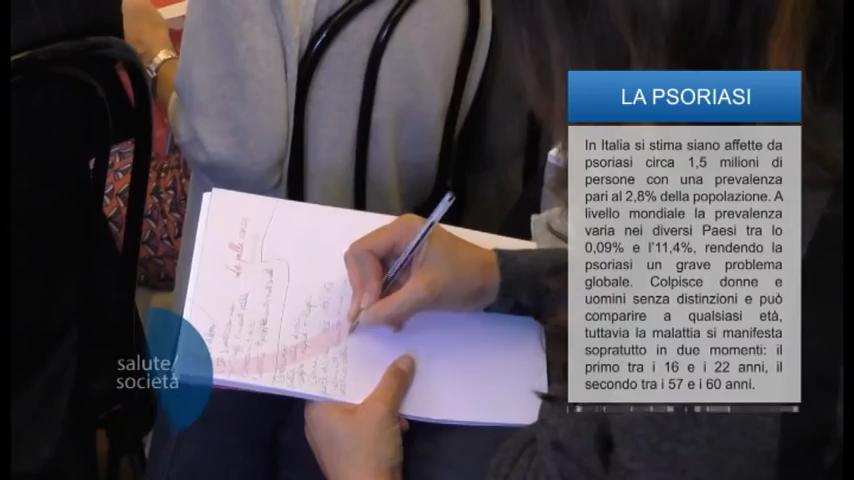 LA PSORIASI
In Italia si stima siano affette da
psoriasi circa 1,5 milioni di
persone con una prevalenza
pari al 2,8% della popolazione. A
livello mondiale la prevalenza
varia nei diversi Paesi tra lo
0,09% e l'11,4%, rendendo la
psoriasi un grave problema
globale. Colpisce donne e
uomini senza distinzioni e può
comparire a qualsiasi età,
tuttavia la malattia si manifesta
sopratutto in due momenti: il
primo tra i 16 e i 22 anni, il
secondo tra i 57 e i 60 anni.
salute/
società